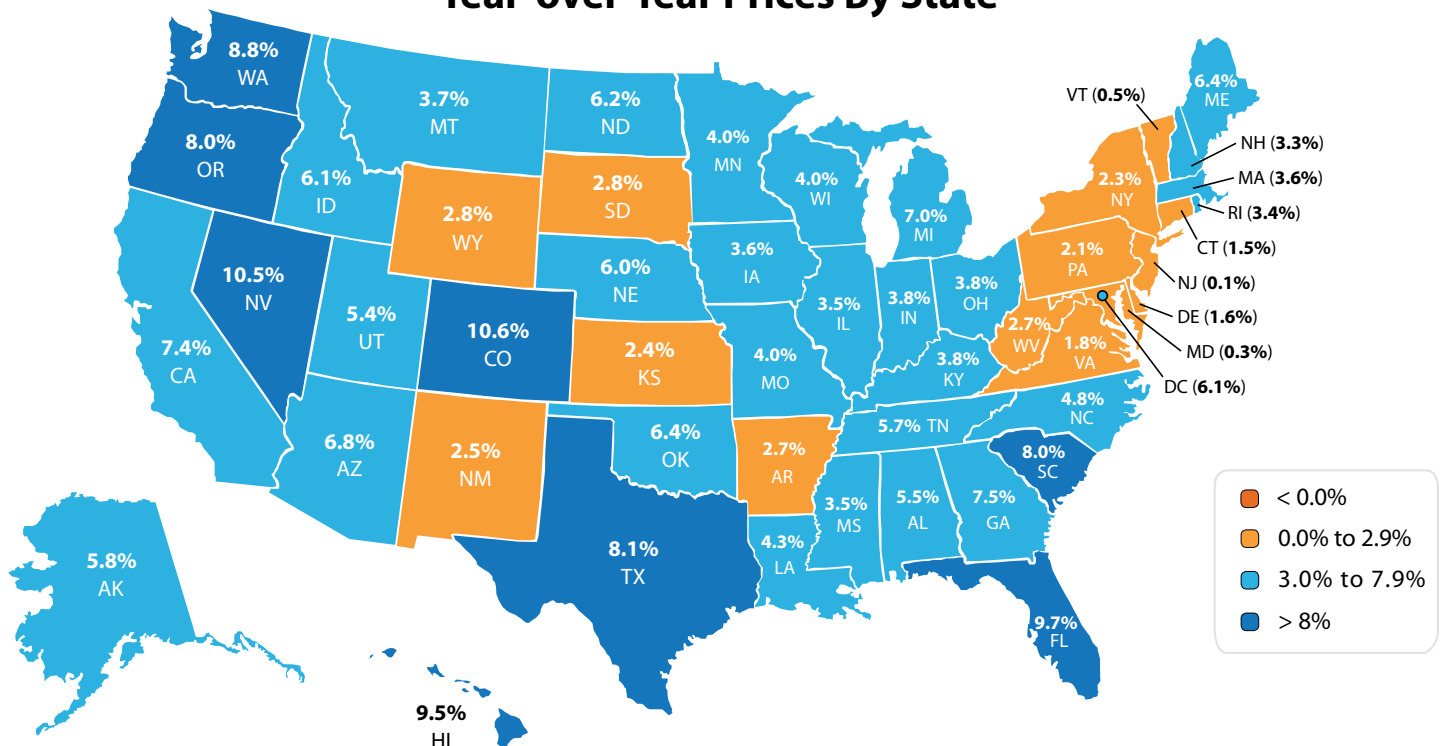 Year-over-Year Prices By State
8.8%
WA
8.0%
OR
6.1%
ID
3.7%
MT
6.2%
ND
4.0%
MN
4.0%
WI
7.0%
MI
6.4%
ME
VT (0.5%)
NH (3.3%)
MA (3.6%)
RI (3.4%)
CT (1.5%)
NJ (0.1%)
DE (1.6%)
MD (0.3%)
DC (6.1%)
2.3%
NY
2.1%
PA
2.8%
SD
2.8%
WY
10.5%
NV
7.4%
CA
5.4%
UT
10.6%
CO
6.0%
NE
3.6%
IA
3.5%
IL
3.8%
IN
3.8%
OH
2.7%
WV
1.8%
VA
2.4%
KS
4.0%
MO
3.8%
KY
4.8%
NC
5.7% TN
8.0%
SC
6.8%
AZ
2.5%
NM
6.4%
OK
2.7%
AR
3.5%
MS
5.5%
AL
7.5%
GA
4.3%
LA
8.1%
TX
9.7%
FL
5.8%
AK
9.5%
HI
< 0.0%
0.0% to 2.9%
3.0% to 7.9%
> 8%